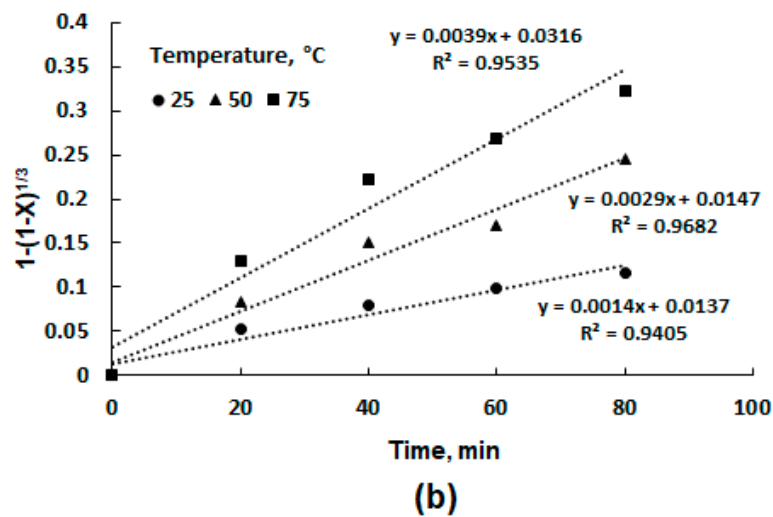 0.4
y = 0.0039x + 0.0316
R² = 0.9535
Temperature, °C
0.35
25 50 75
0.3
0.25
0.2
y = 0.0029x + 0.0147
R² = 0.9682
0.15
0.1
y = 0.0014x + 0.0137
R² = 0.9405
0.05
0
1-(1-X)^1/3
0 20 40 60 80 100
Time, min
(b)